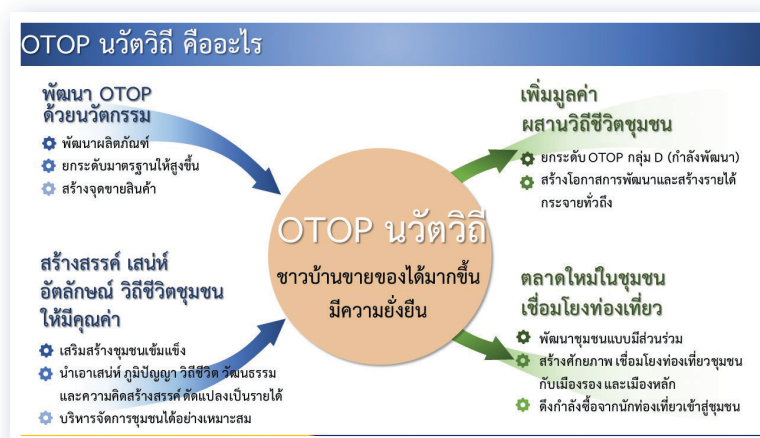 OTOP นวัตวิถี คืออะไร
พัฒนา OTOP
ด้วยนวัตกรรม
พัฒนาผลิตภัณฑ์
ยกระดับมาตรฐานให้สูงขึ้น
สร้างจุดขายสินค้า
สร้างสรรค์ เสน่ห์
อัตลักษณ์ วิถีชีวิตชุมชน
ให้มีคุณค่า
เสริมสร้างชุมชนเข้มแข็ง
นำเอาเสน่ห์ ภูมิปัญญา วิถีชีวิต วัฒนธรรม
และความคิดสร้างสรรค์ ดัดแปลงเป็นรายได้
บริหารจัดการชุมชนได้อย่างเหมาะสม
OTOP นวัตวิถี
ชาวบ้านขายของได้มากขึ้น
มีความยั่งยืน
เพิ่มมูลค่า
ผสานวิถีชีวิตชุมชน
ยกระดับ OTOP กลุ่ม D (กำลังพัฒนา)
สร้างโอกาสการพัฒนาและสร้างรายได้
กระจายทั่วถึง
ตลาดใหม่ในชุมชน
เชื่อมโยงท่องเที่ยว
พัฒนาชุมชนแบบมีส่วนร่วม
สร้างศักยภาพ เชื่อมโยงท่องเที่ยวชุมชน
กับเมืองรอง และเมืองหลัก
ดึงกำลังซื้อจากนักท่องเที่ยวเข้าสู่ชุมชน